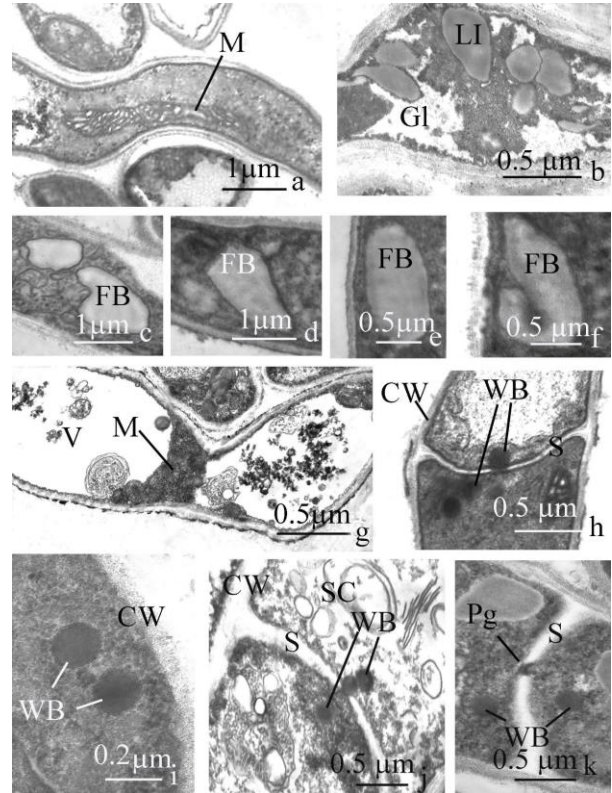 M
1μm a
LI
Gl
0.5 μm b
FB
1μm c
FB
1μm d
FB
0.5μm e
FB
0.5 μm f
V
M
0.5μm g
CW
WB
S
0.5 μm h
CW
WB
0.2μm i
CW
SC
S
WB
0.5 μm j
Pg
S
WB
0.5 μm k